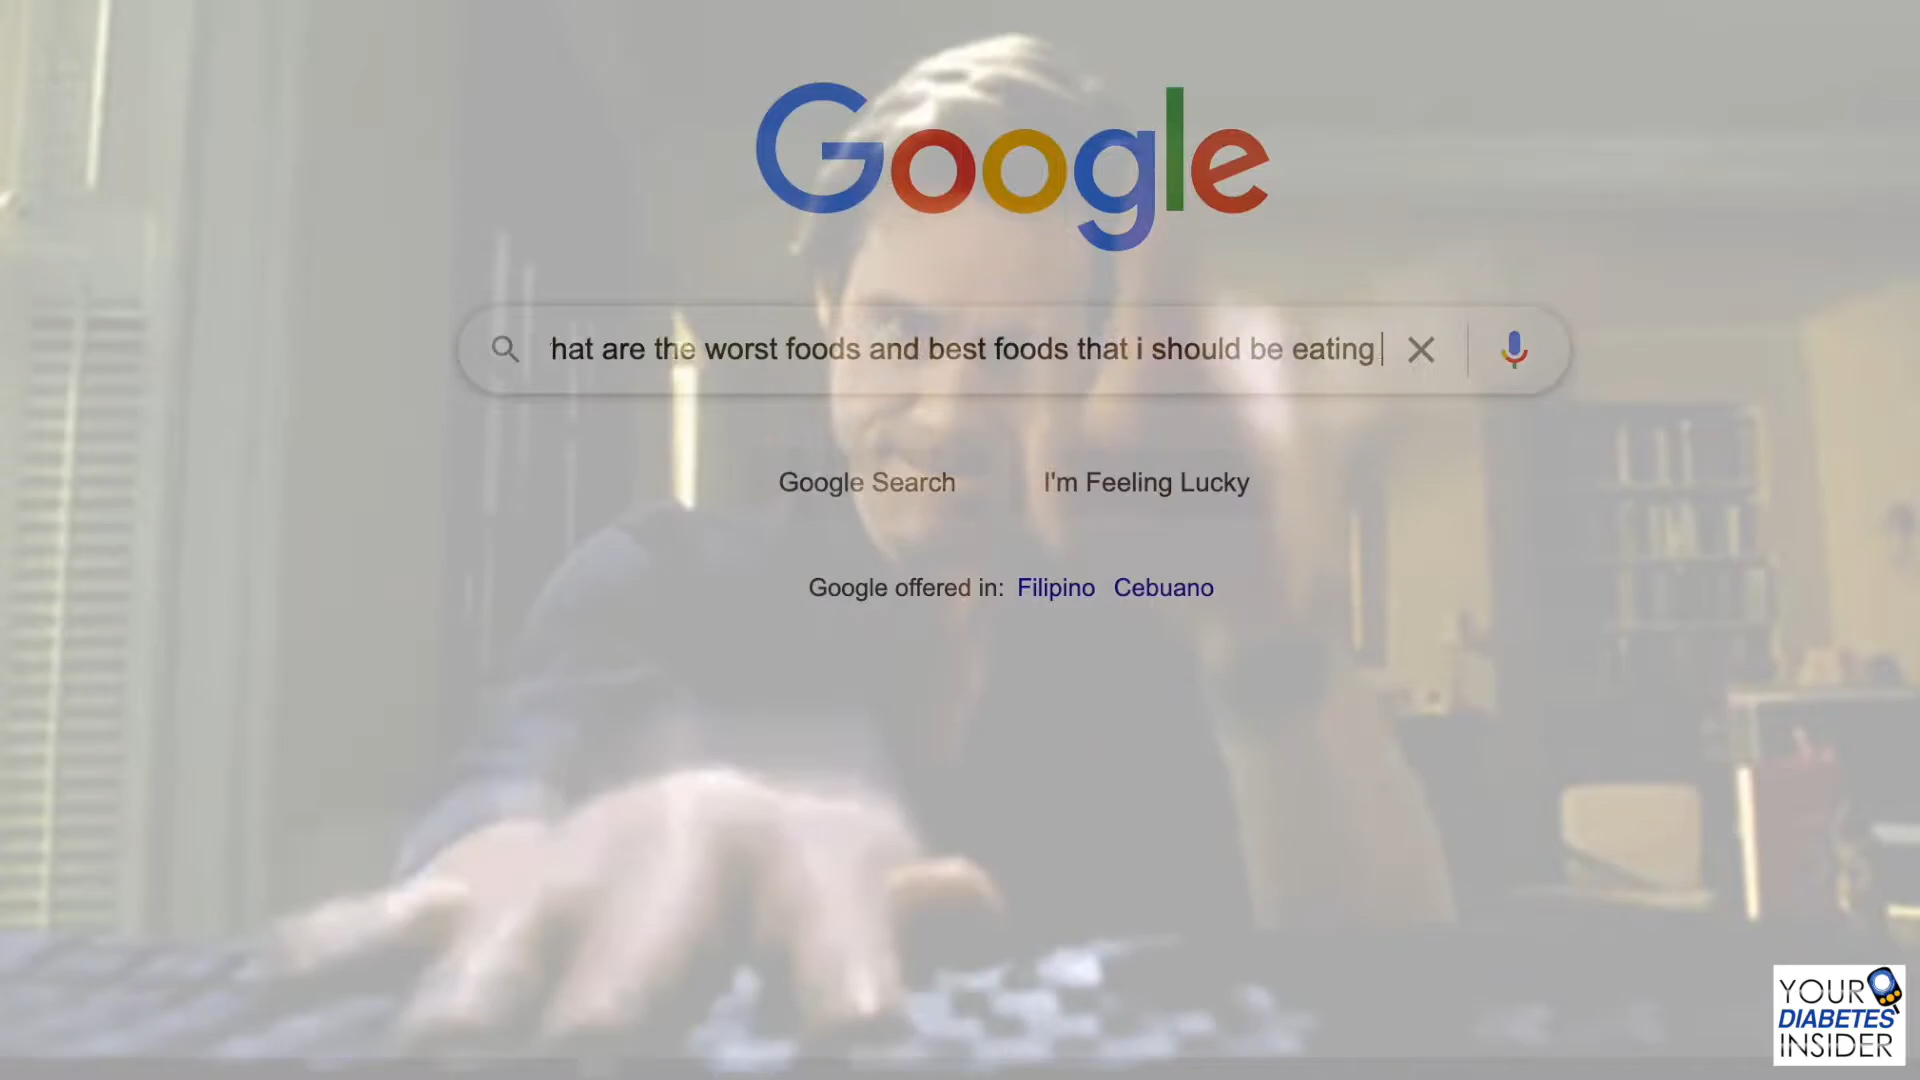 Google
hat are the worst foods and best foods that i should be eating
Google Search I'm Feeling Lucky
Google offered in: Filipino Cebuano
YOUR
DIABETES
INSIDER